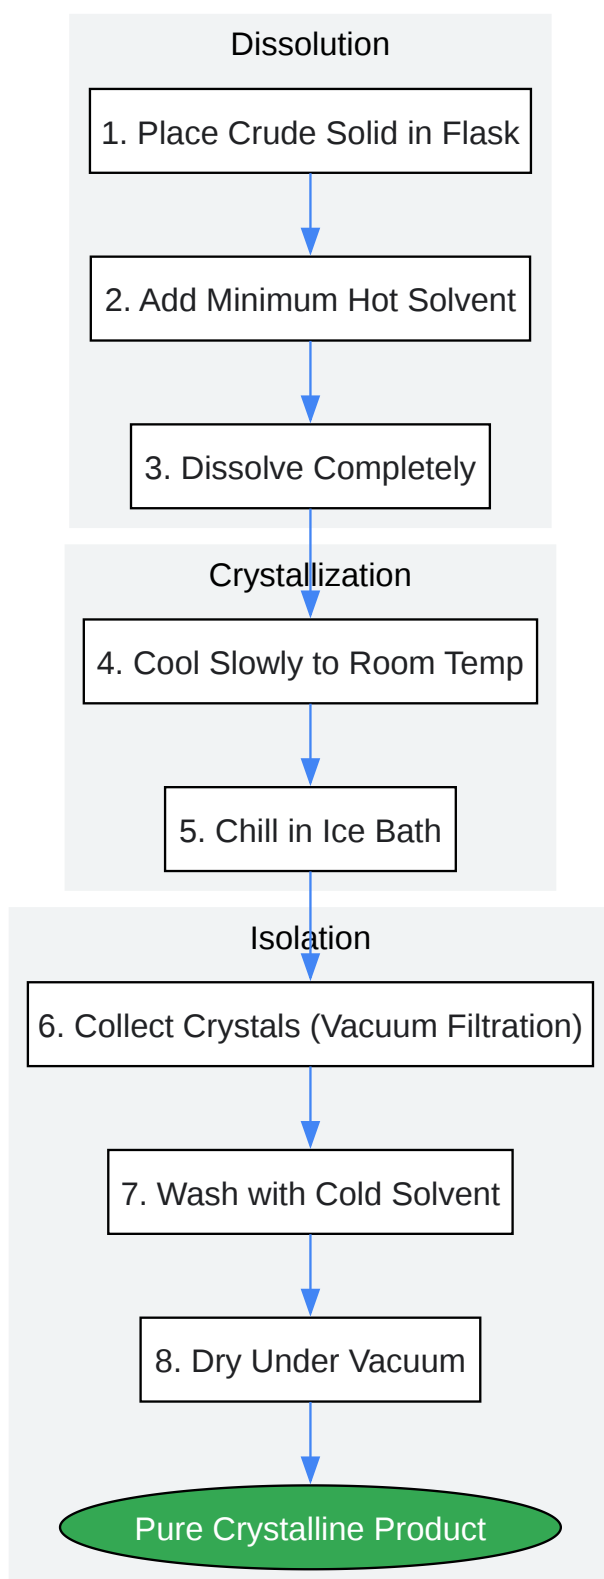 Dissolution
1. Place Crude Solid in Flask
2. Add Minimum Hot Solvent
3. Dissolve Completely
Crystallization
4. Cool Slowly to Room Temp
5. Chill in Ice Bath
Isolation
6. Collect Crystals (Vacuum Filtration)
7. Wash with Cold Solvent
8. Dry Under Vacuum
Pure Crystalline Product